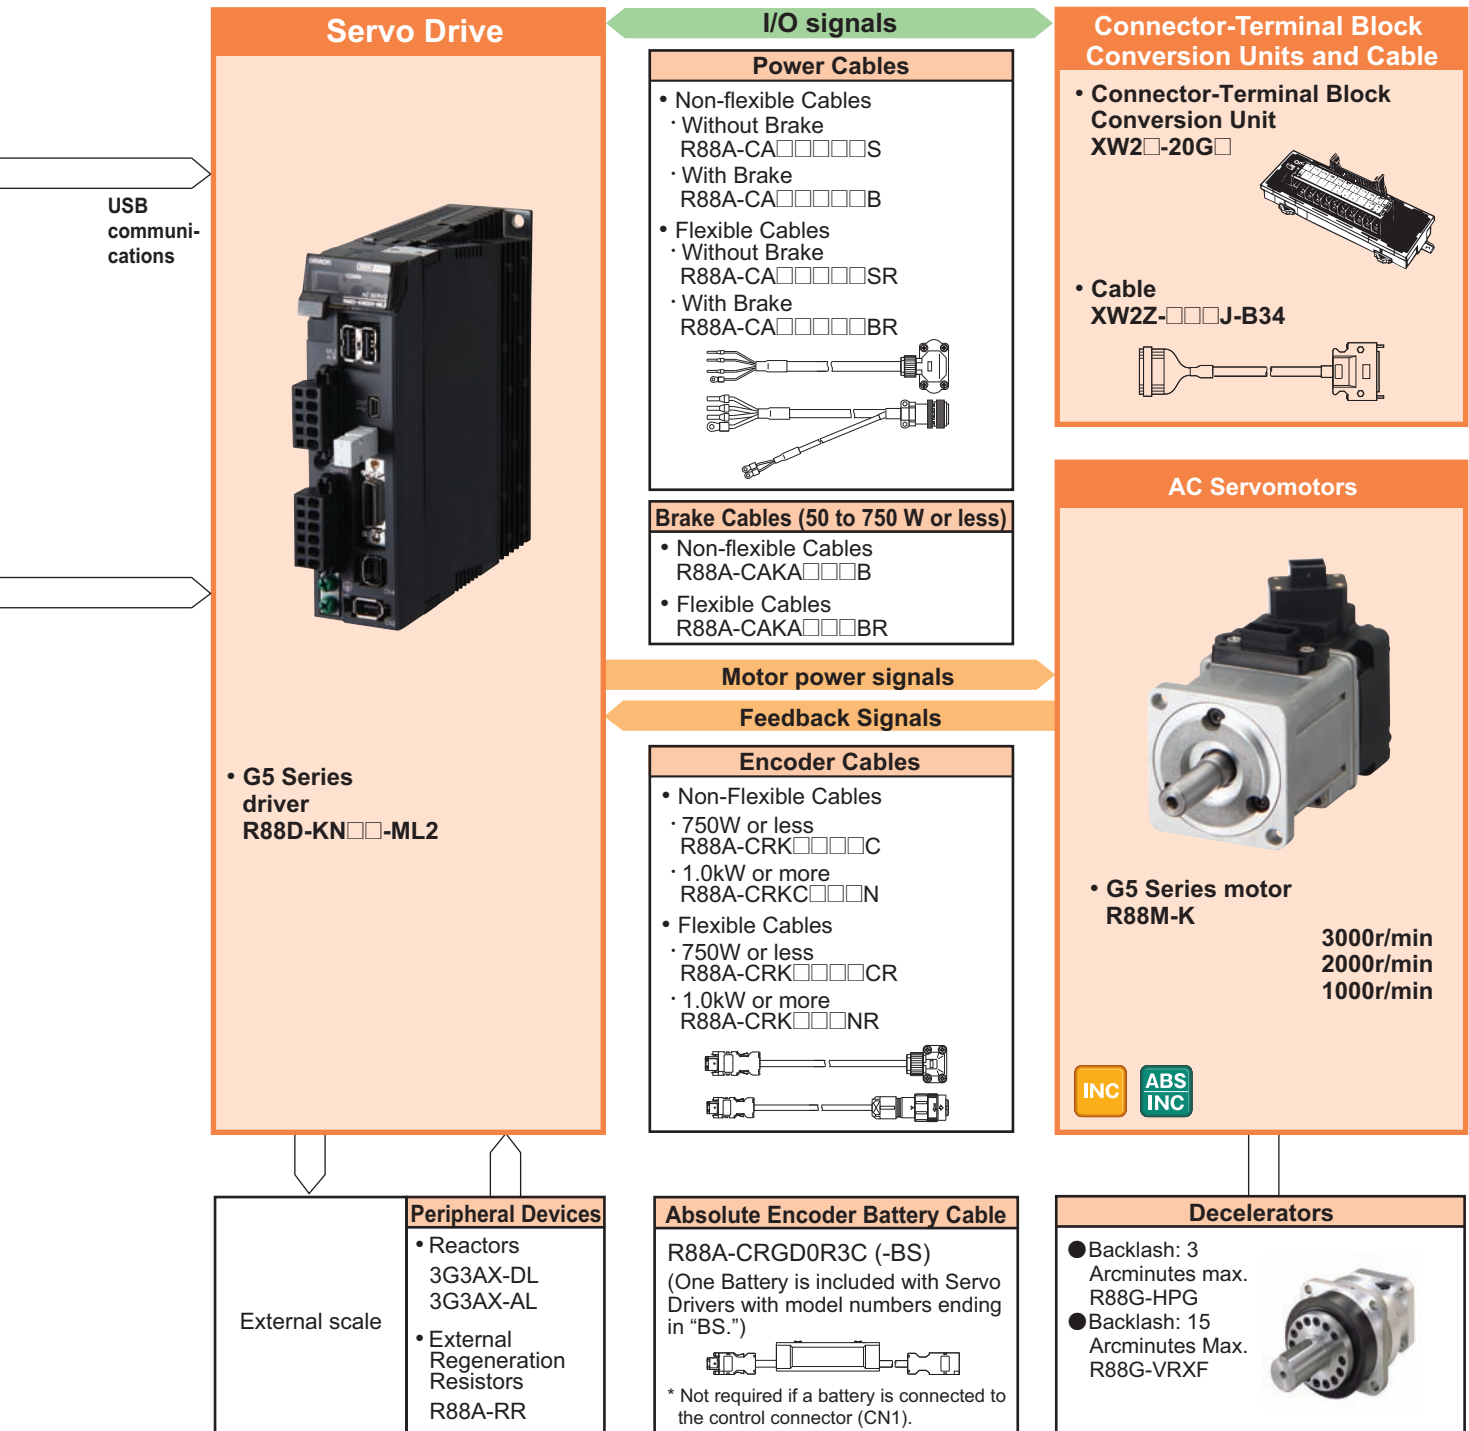 Servo Drive
USB
communi-
cations
OMRON
AC SERVO
• G5 Series
driver
R88D-KN□□-ML2
I/O signals
Power Cables
• Non-flexible Cables
· Without Brake
R88A-CA□□□□□S
· With Brake
R88A-CA□□□□□B
• Flexible Cables
· Without Brake
R88A-CA□□□□□SR
· With Brake
R88A-CA□□□□□BR
Brake Cables (50 to 750 W or less)
• Non-flexible Cables
R88A-CAKA□□□B
• Flexible Cables
R88A-CAKA□□□BR
Motor power signals
Feedback Signals
Encoder Cables
• Non-Flexible Cables
· 750W or less
R88A-CRK□□□□C
· 1.0kW or more
R88A-CRKC□□□N
• Flexible Cables
· 750W or less
R88A-CRK□□□□CR
· 1.0kW or more
R88A-CRK□□□NR
Connector-Terminal Block
Conversion Units and Cable
• Connector-Terminal Block
Conversion Unit
XW2□-20G□
• Cable
XW2Z-□□□J-B34
AC Servomotors
• G5 Series motor
R88M-K
3000r/min
2000r/min
1000r/min
INC
ABS
INC
External scale
Peripheral Devices
• Reactors
3G3AX-DL
3G3AX-AL
• External
Regeneration
Resistors
R88A-RR
Absolute Encoder Battery Cable
R88A-CRGD0R3C (-BS)
(One Battery is included with Servo
Drivers with model numbers ending
in “BS.”)
* Not required if a battery is connected to
the control connector (CN1).
Decelerators
●Backlash: 3
Arcminutes max.
R88G-HPG
●Backlash: 15
Arcminutes Max.
R88G-VRXF